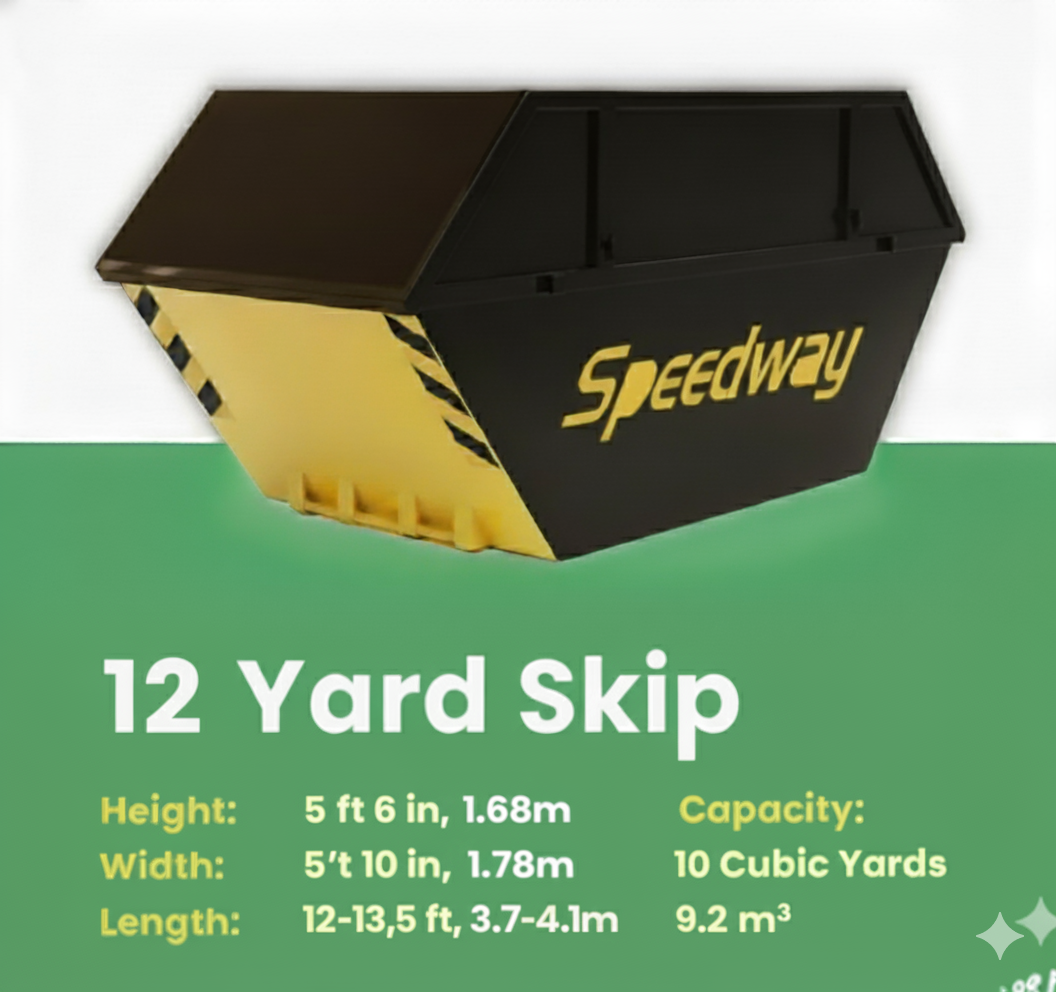 Speedway
12 Yard Skip
Height: 5 ft 6 in, 1.68m
Width: 5't 10 in, 1.78m
Length: 12-13,5 ft, 3.7-4.1m
Capacity:
10 Cubic Yards
9.2 m³